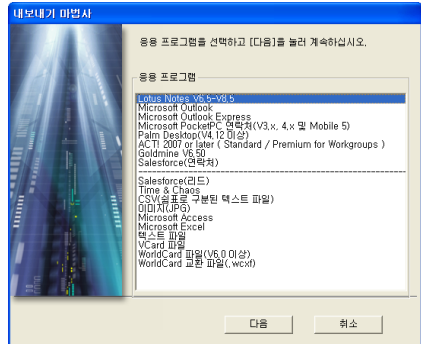 내보내기 마법사
응용 프로그램을 선택하고 [다음]을 눌러 계속하십시오.
응용 프로그램
Lotus Notes V6,5-V8,5
Microsoft Outlook
Microsoft Outlook Express
Microsoft PocketPC 연락처(V3,x, 4,x 및 Mobile 5)
Palm Desktop(V4,12 이상)
ACT! 2007 or later ( Standard / Premium for Workgroups )
Goldmine V6,50
Salesforce(연락처)
Salesforce(리드)
Time & Chaos
CSV(쉼표로 구분된 텍스트 파일)
이미지(JPG)
Microsoft Access
Microsoft Excel
텍스트 파일
VCard 파일
WorldCard 파일(V6,0 이상)
WorldCard 교환 파일(,wcxf)
다음
취소